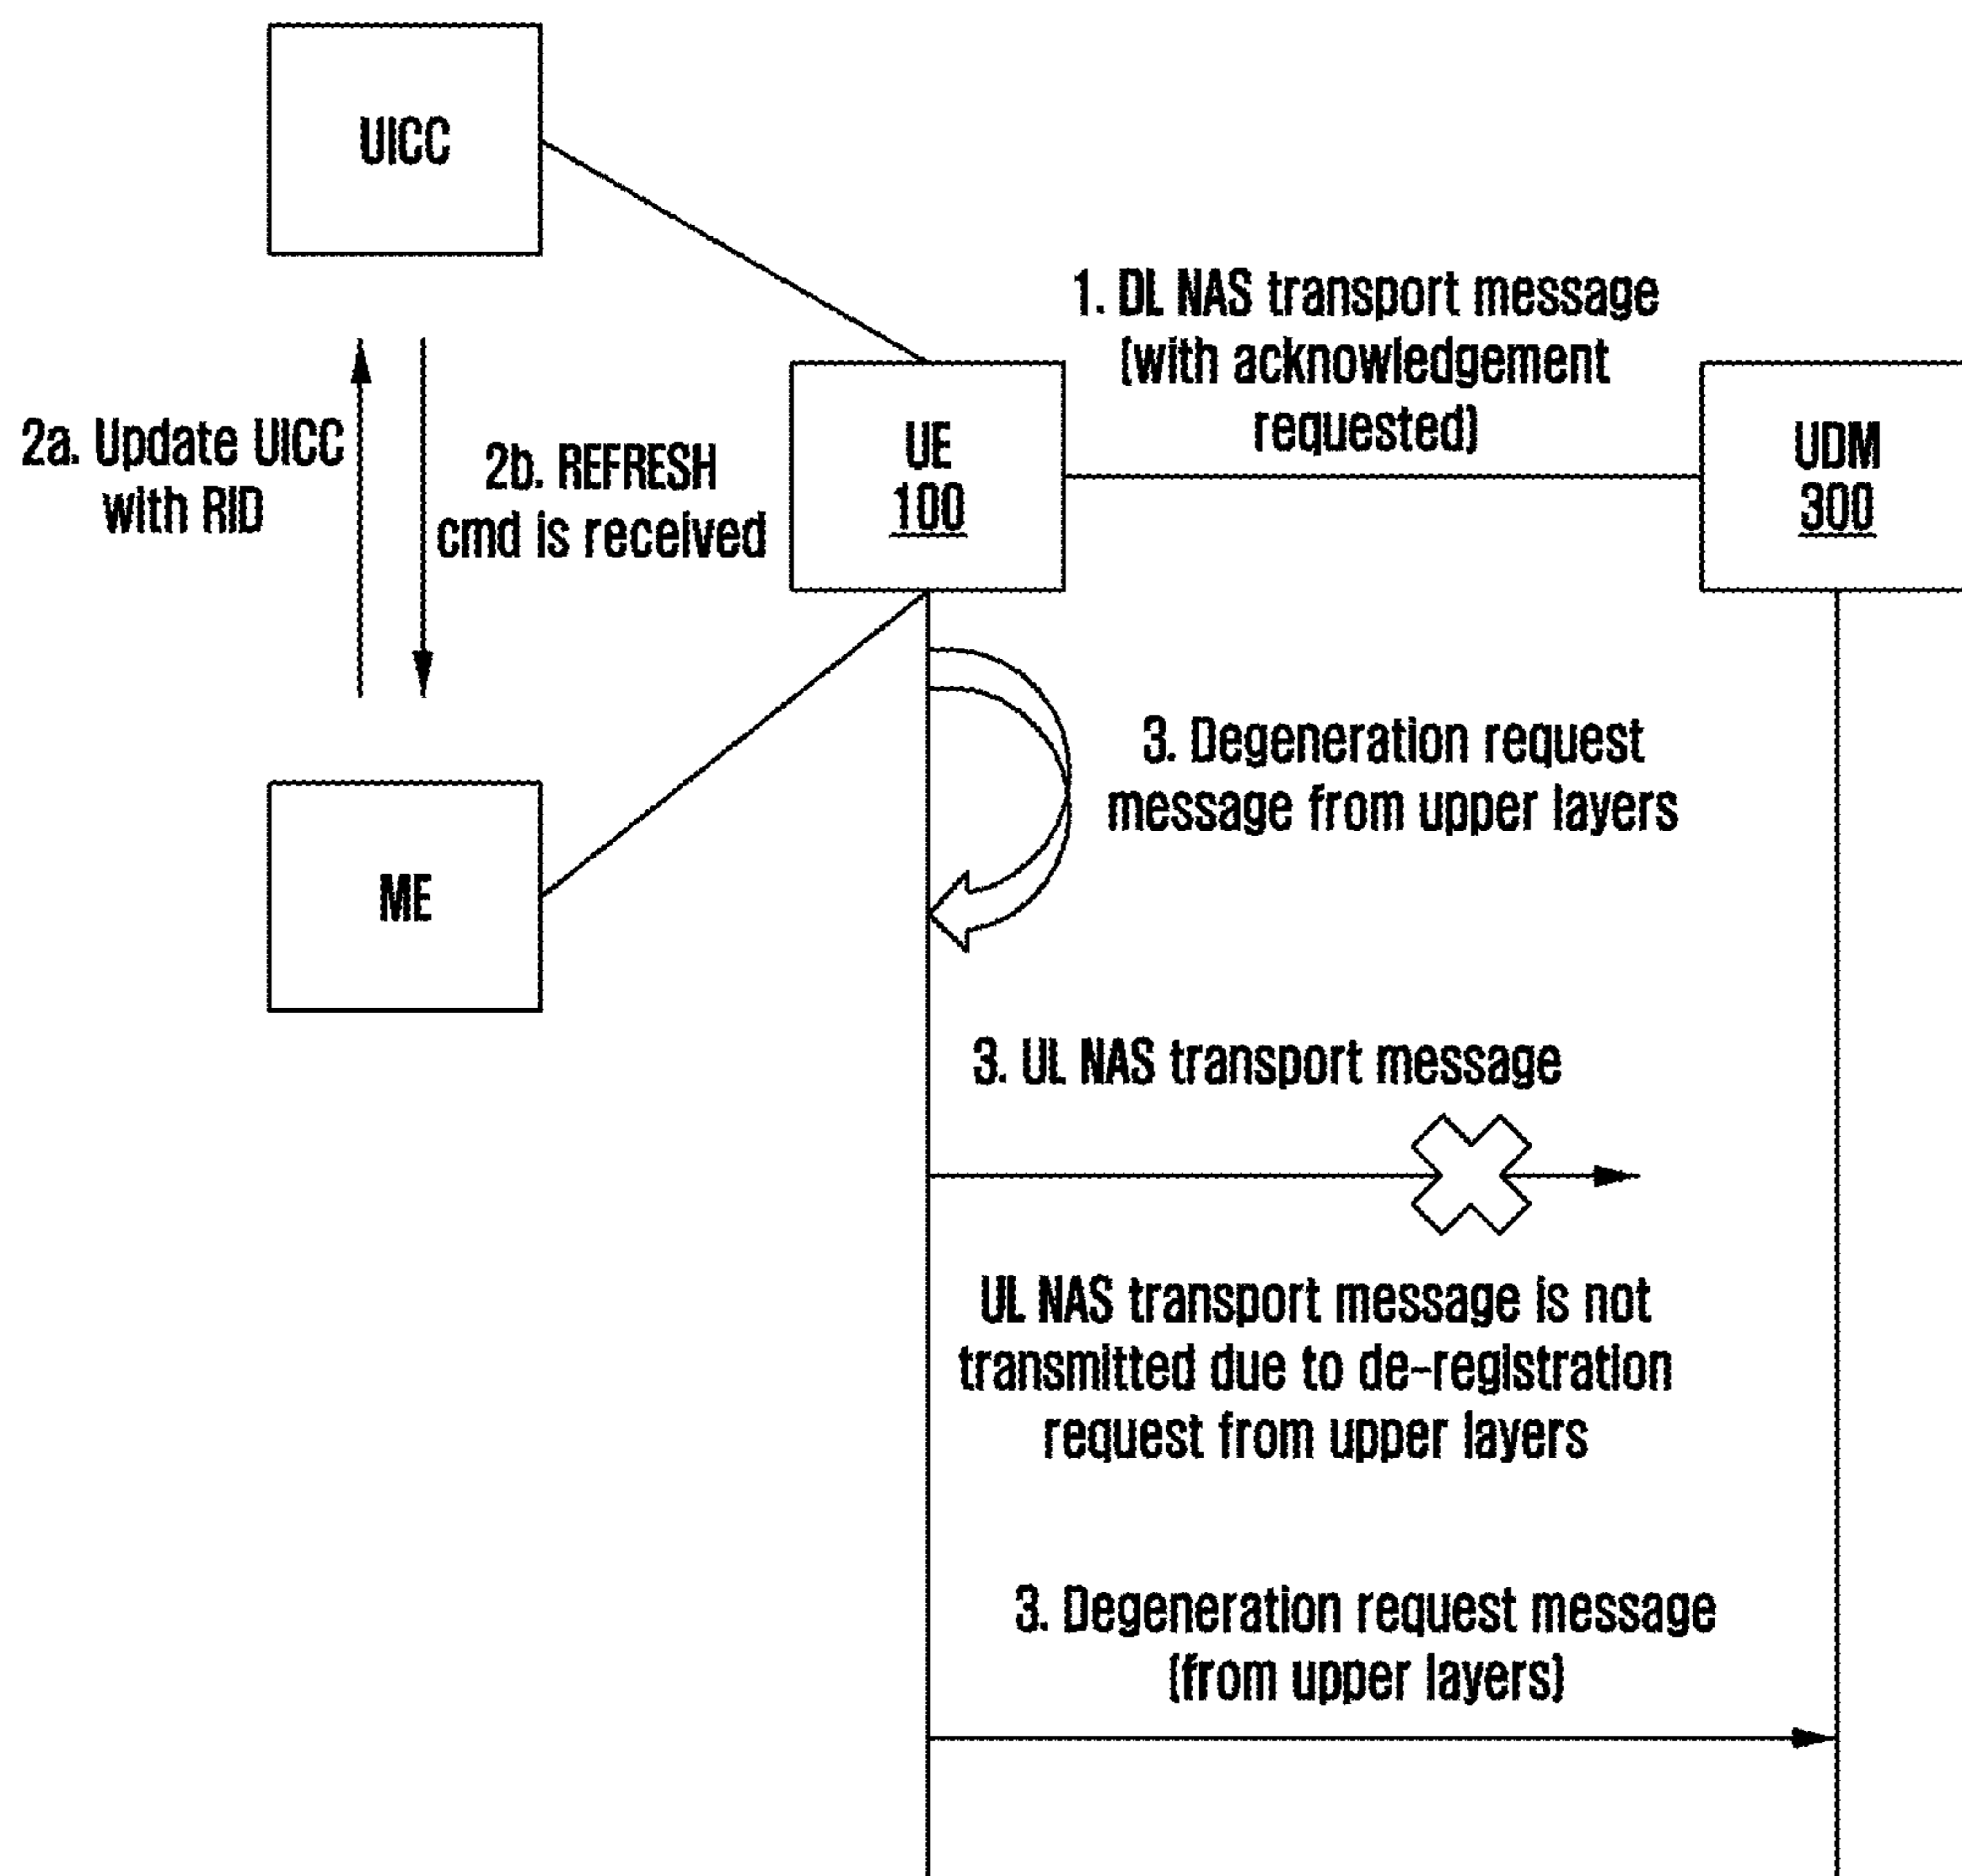 UICC
1. DL NAS transport message
(with acknowledgement
requested)
2a. Update UICC
with RID
2b. REFRESH
cmd is received
UE
100
UDM
300
3. Degeneration request
message from upper layers
ME
3. UL NAS transport message
UL NAS transport message is not
transmitted due to de-registration
request from upper layers
3. Degeneration request message
(from upper layers)